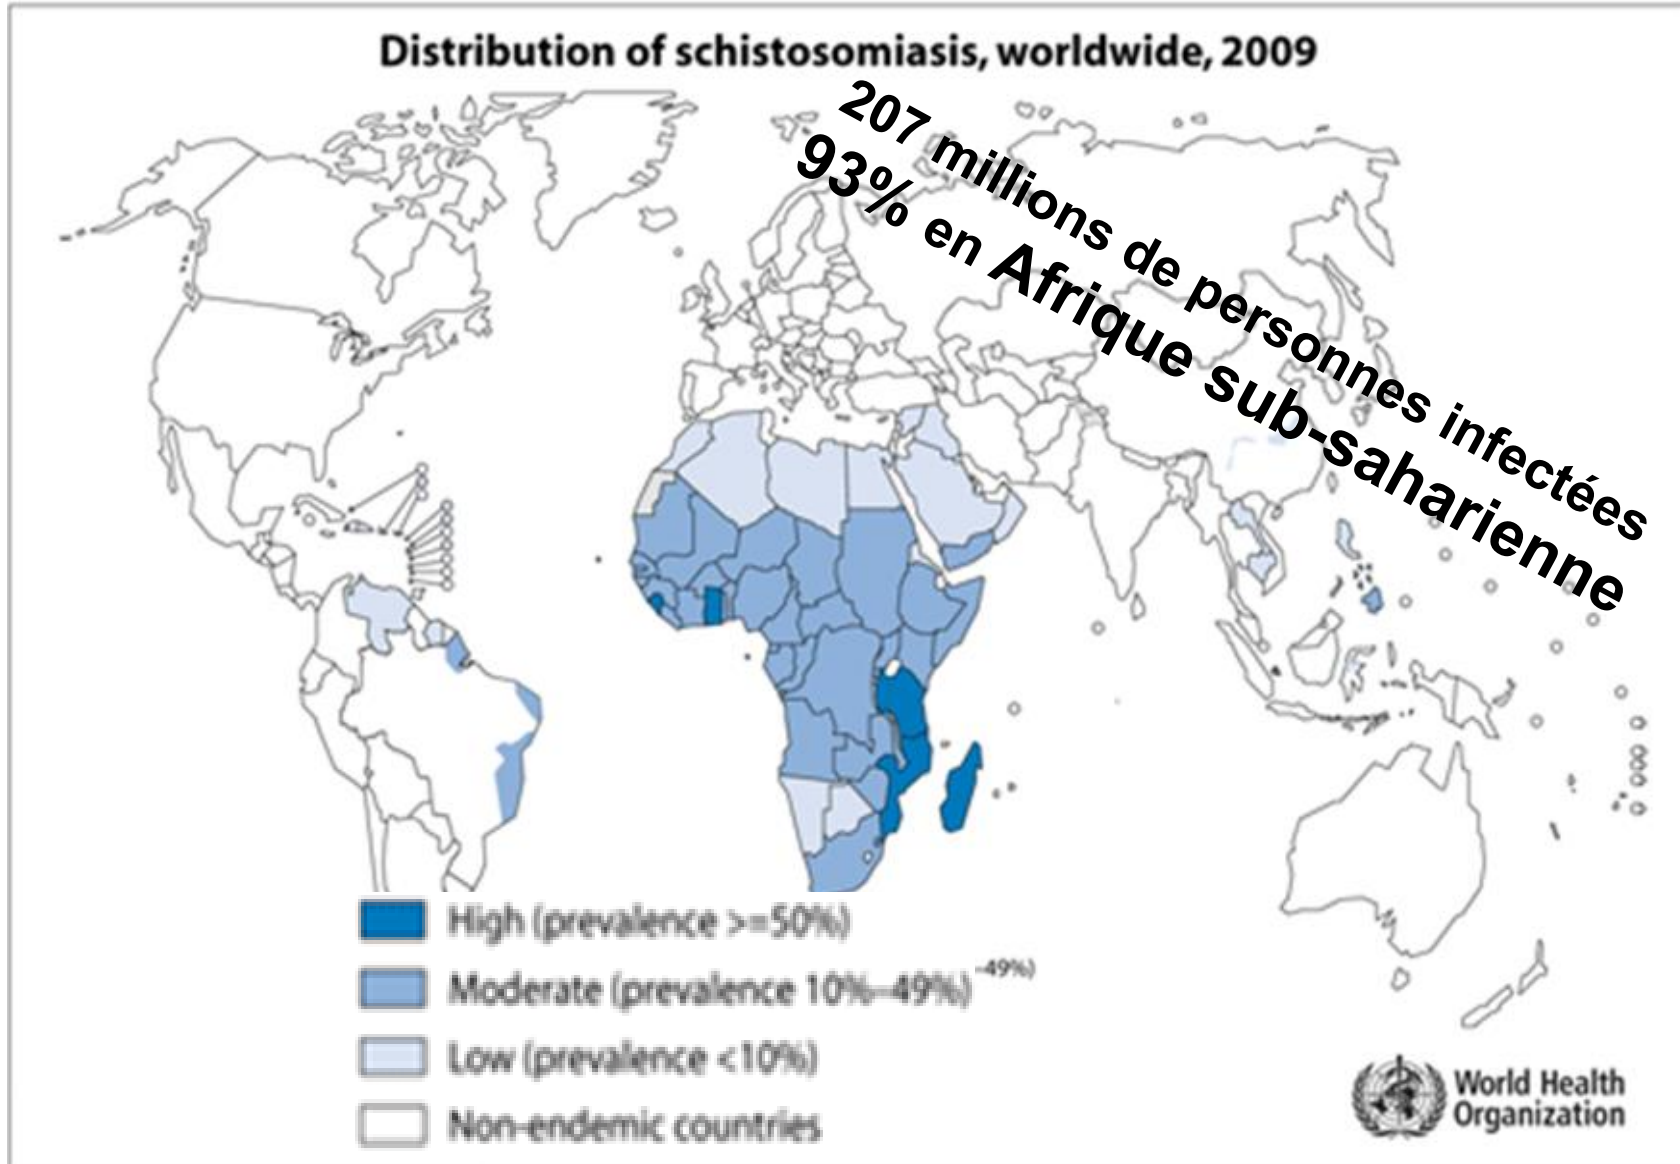 Distribution of schistosomiasis, worldwide, 2009
207 millions de personnes infectées
93% en Afrique sub-saharienne
High (prevalence >=50%)
Moderate (prevalence 10%–49%)
-49%)
Low (prevalence <10%)
Non-endemic countries
World Health
Organization